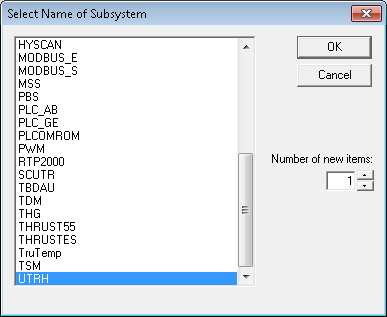 Select Name of Subsystem
HYSCAN
MODBUS_E
MODBUS_S
MSS
PBS
PLC_AB
PLC_GE
PLCOMROM
PWM
RTP2000
SCUTR
TBDAU
TDM
THG
THRUST55
THRUSTES
TruTemp
TSM
UTRH
OK
Cancel
Number of new items:
1